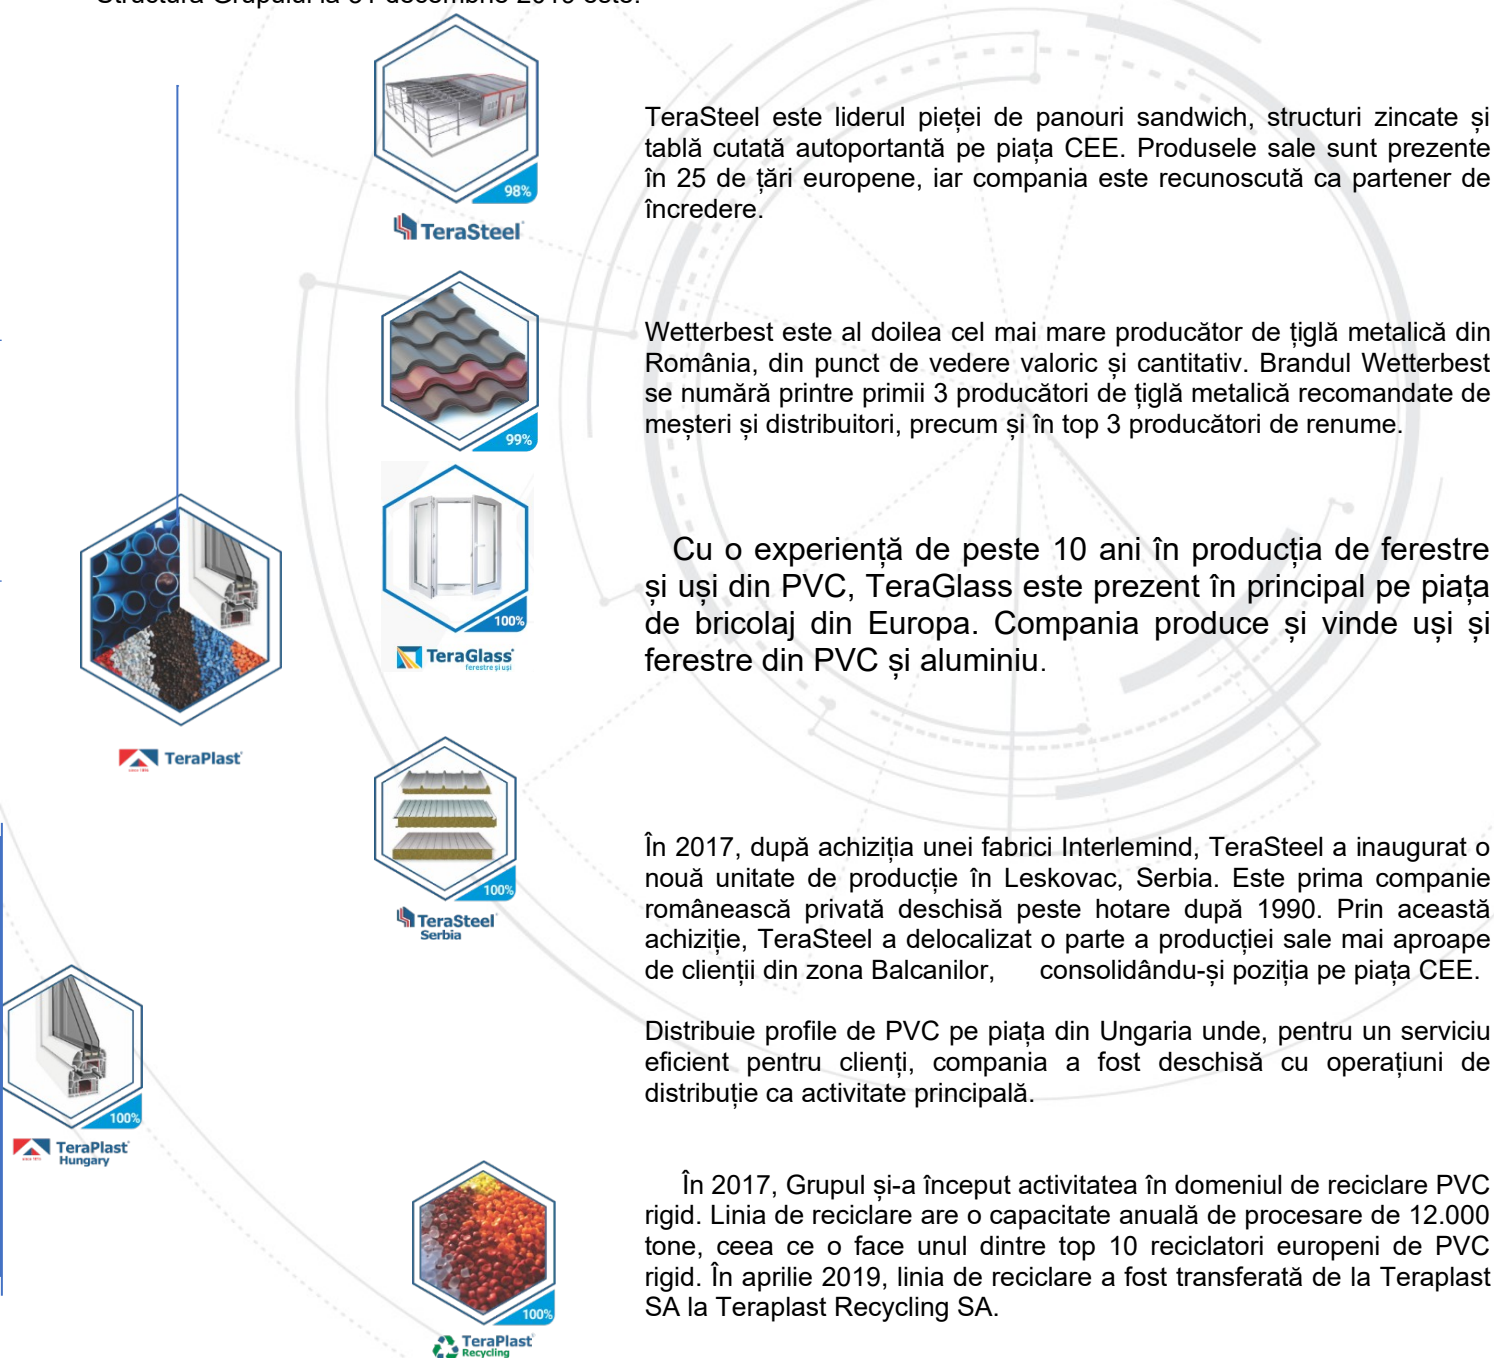 Structura Grupului la 31 decembrie 2019 este:
98%
TeraSteel
TeraSteel este liderul pieței de panouri sandwich, structuri zincate și
tablă cutată autoportantă pe piața CEE. Produsele sale sunt prezente
în 25 de țări europene, iar compania este recunoscută ca partener de
încredere.
99%
Wetterbest este al doilea cel mai mare producător de țiglă metalică din
România, din punct de vedere valoric și cantitativ. Brandul Wetterbest
se numără printre primii 3 producători de țiglă metalică recomandate de
meșteri și distribuitori, precum și în top 3 producători de renume.
100%
TeraGlass
ferestre și uși
Cu o experiență de peste 10 ani în producția de ferestre
și uși din PVC, TeraGlass este prezent în principal pe piața
de bricolaj din Europa. Compania produce și vinde uși și
ferestre din PVC și aluminiu.
TeraPlast
100%
TeraSteel
Serbia
În 2017, după achiziția unei fabrici Interlemind, TeraSteel a inaugurat o
nouă unitate de producție în Leskovac, Serbia. Este prima companie
românească privată deschisă peste hotare după 1990. Prin această
achiziție, TeraSteel a delocalizat o parte a producției sale mai aproape
de clienții din zona Balcanilor, consolidându-și poziția pe piața CEE.
100%
TeraPlast
Hungary
Distribuie profile de PVC pe piața din Ungaria unde, pentru un serviciu
eficient pentru clienți, compania a fost deschisă cu operațiuni de
distribuție ca activitate principală.
100%
TeraPlast
Recycling
În 2017, Grupul și-a început activitatea în domeniul de reciclare PVC
rigid. Linia de reciclare are o capacitate anuală de procesare de 12.000
tone, ceea ce o face unul dintre top 10 reciclatori europeni de PVC
rigid. În aprilie 2019, linia de reciclare a fost transferată de la Teraplast
SA la Teraplast Recycling SA.